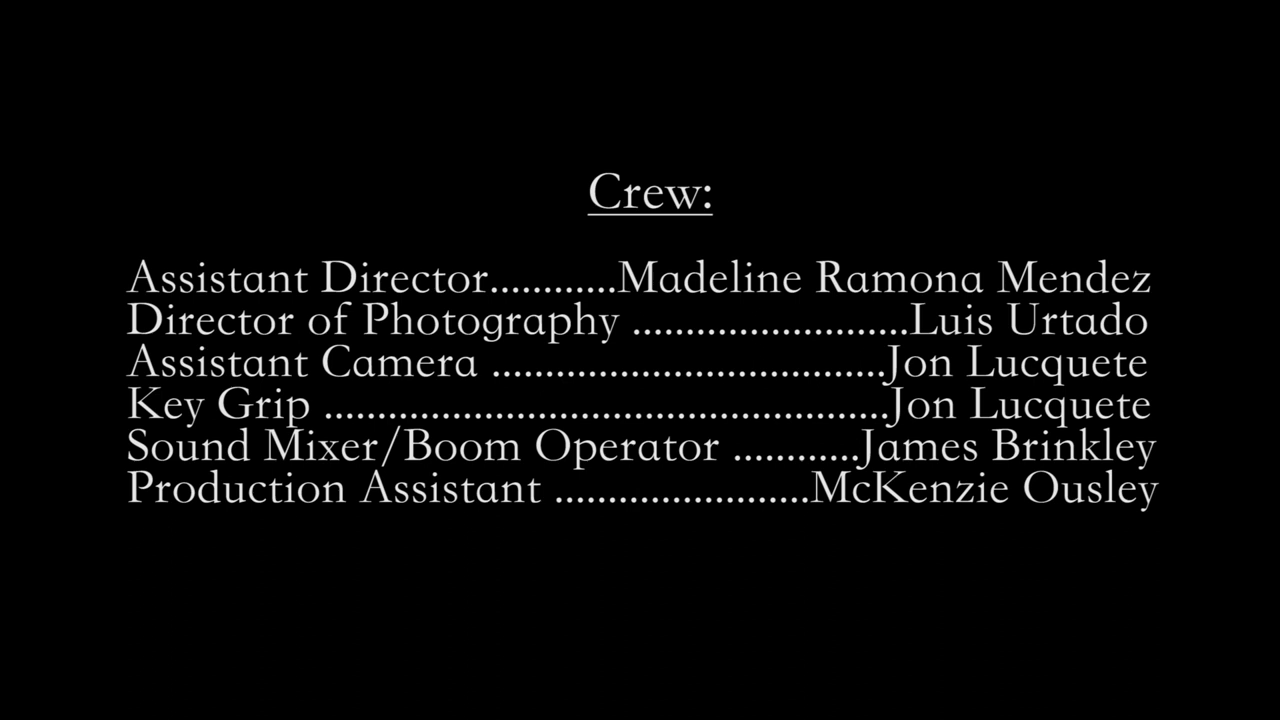 Crew:
Assistant Director............Madeline Ramona Mendez
Director of Photography ..........................Luis Urtado
Assistant Camera .....................................Jon Lucquete
Key Grip .....................................................Jon Lucquete
Sound Mixer/Boom Operator ............James Brinkley
Production Assistant ........................McKenzie Ousley